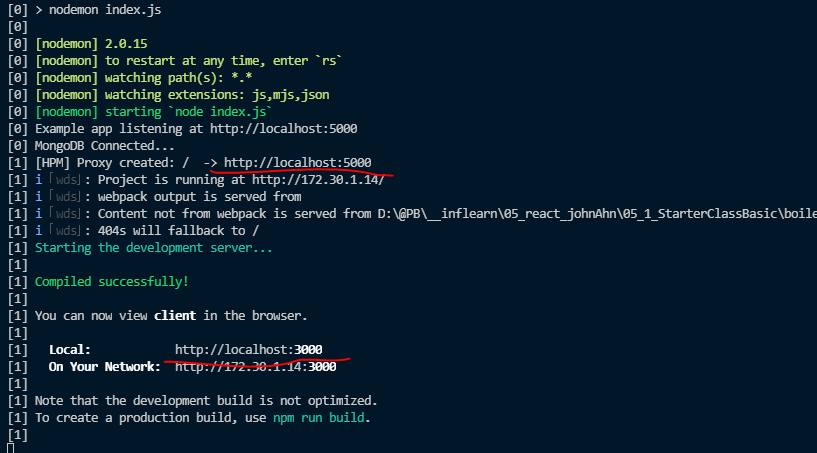 [0] > nodemon index.js
[0]
[0] [nodemon] 2.0.15
[0] [nodemon] to restart at any time, enter `rs`
[0] [nodemon] watching path(s): *.*
[0] [nodemon] watching extensions: js,mjs,json
[0] [nodemon] starting `node index.js`
[0] Example app listening at http://localhost:5000
[0] MongoDB Connected...
[1] [HPM] Proxy created: /  -> http://localhost:5000
[1] i ｢wds｣: Project is running at http://172.30.1.14/
[1] i ｢wds｣: webpack output is served from
[1] i ｢wds｣: Content not from webpack is served from D:\@PB\__inflearn\05_react_johnAhn\05_1_StarterClassBasic\boile
[1] i ｢wds｣: 404s will fallback to /
[1] Starting the development server...
[1]
[1] Compiled successfully!
[1]
[1] You can now view client in the browser.
[1]
[1]   Local:            http://localhost:3000
[1]   On Your Network:  http://172.30.1.14:3000
[1]
[1] Note that the development build is not optimized.
[1] To create a production build, use npm run build.
[1]